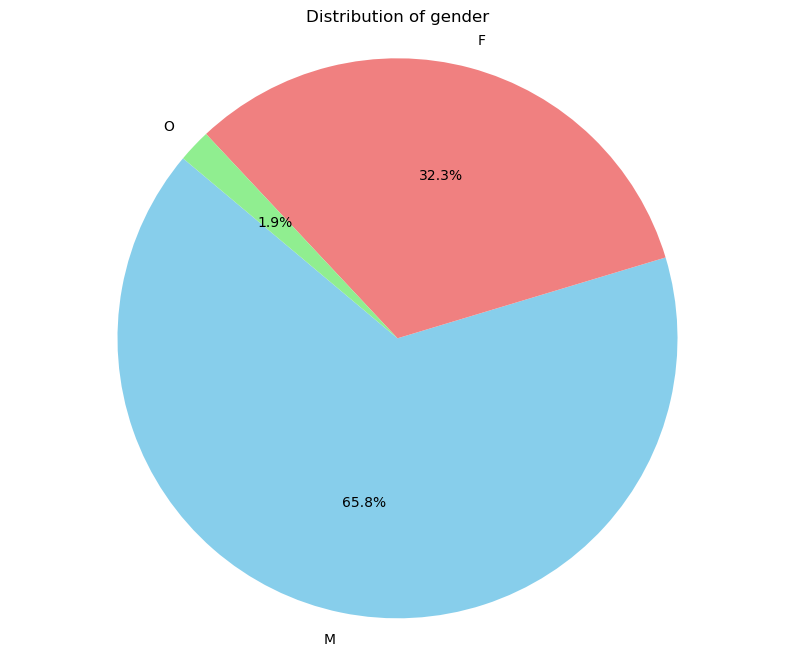 Distribution of gender
F
O
32.3%
1.9%
65.8%
M